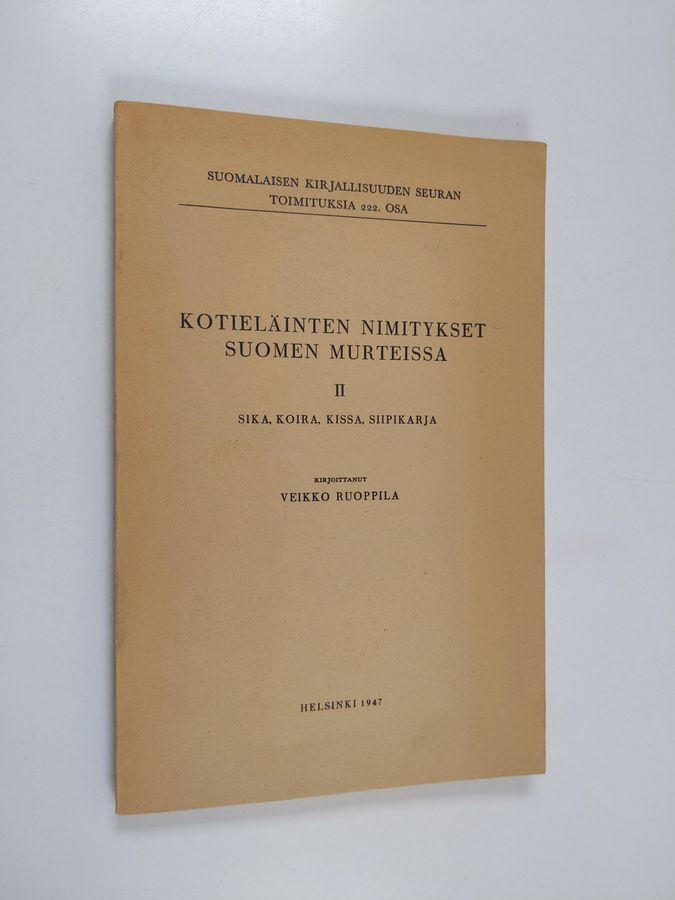 SUOMALAISEN KIRJALLISUUDEN SEURAN
TOIMITUKSIA 222. OSA
KOTIELÄINTEN NIMITYKSET
SUOMEN MURTEISSA
II
SIKA, KOIRA, KISSA, SIIPIKARJA
KIRJOITTANUT
VEIKKO RUOPPILA
HELSINKI 1947